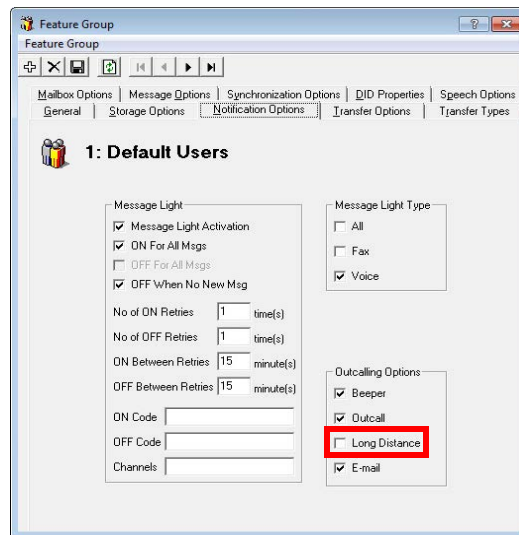 Feature Group
Feature Group
Mailbox Options | Message Options | Synchronization Options | DID Properties | Speech Options
General | Storage Options | Notification Options | Transfer Options | Transfer Types
1: Default Users
Message Light
Message Light Activation
ON For All Msgs
OFF For All Msgs
OFF When No New Msg
No of ON Retries 1 time(s)
No of OFF Retries 1 time(s)
ON Between Retries 15 minute(s)
OFF Between Retries 15 minute(s)
ON Code
OFF Code
Channels
Message Light Type
All
Fax
Voice
Outcalling Options
Beeper
Outcall
Long Distance
E-mail